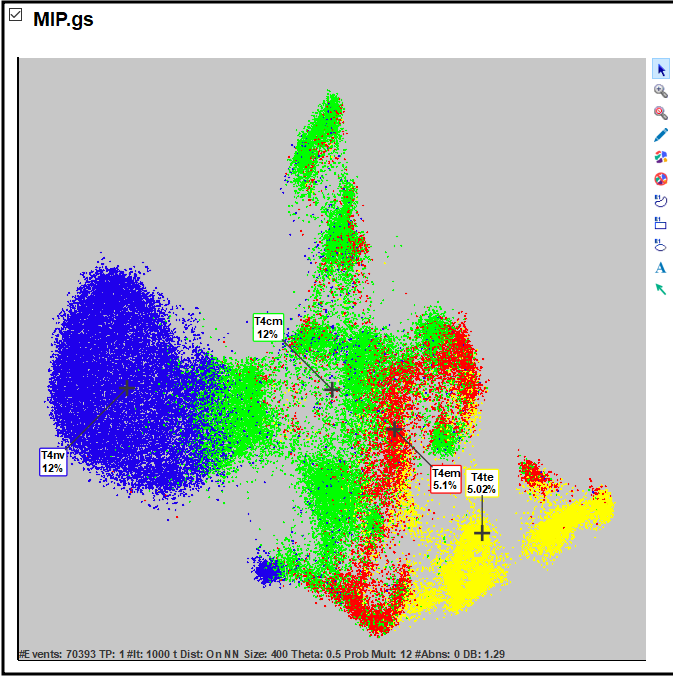 MIP.gs
T4cm
12%
T4nv
12%
T4em
5.1%
T4te
5.02%
#Events: 70393 TP: 1 #It: 1000 t Dist: On NN Size: 400 Theta: 0.5 Prob Mult: 12 #Abns: 0 DB: 1.29
A